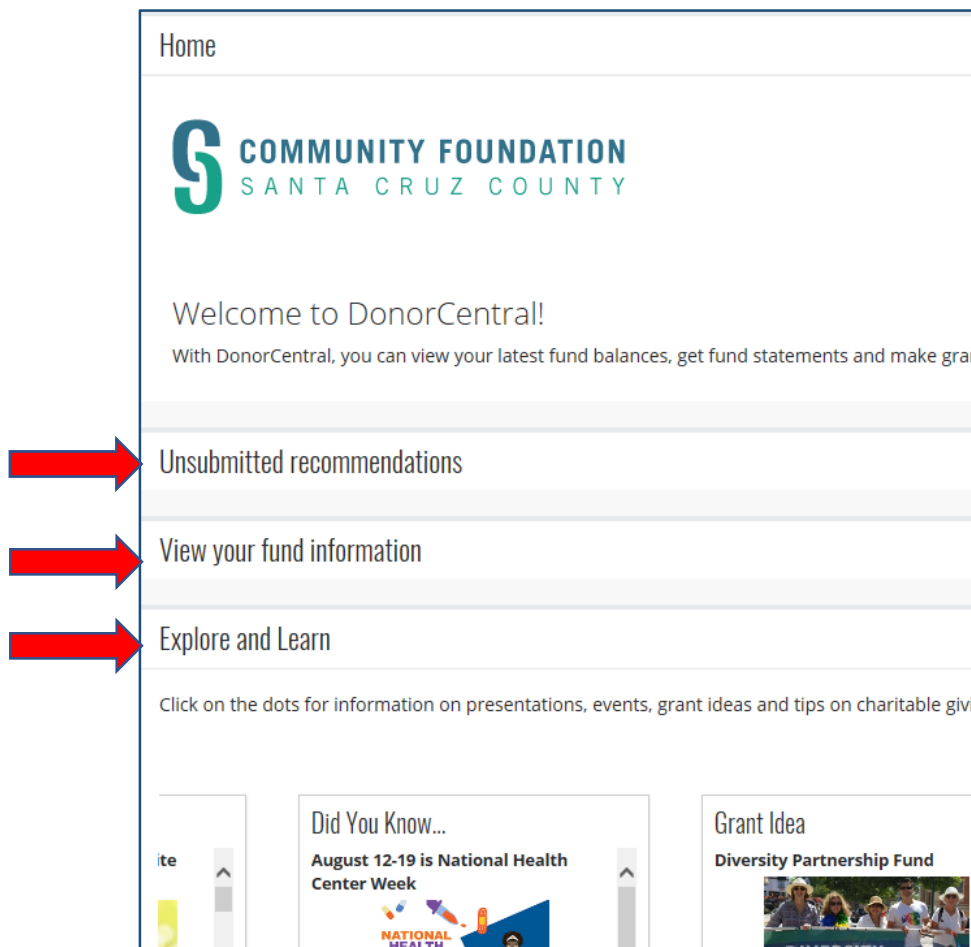 Home
COMMUNITY FOUNDATION
SANTA CRUZ COUNTY
Welcome to DonorCentral!
With DonorCentral, you can view your latest fund balances, get fund statements and make
Unsubmitted recommendations
View your fund information
Explore and Learn
Click on the dots for information on presentations, events, grant ideas and tips on charitable
Did You Know...
August 12-19 is National Health
Center Week
NATIONAL
HEALTH
Grant Idea
Diversity Partnership Fund
DIVERSITY